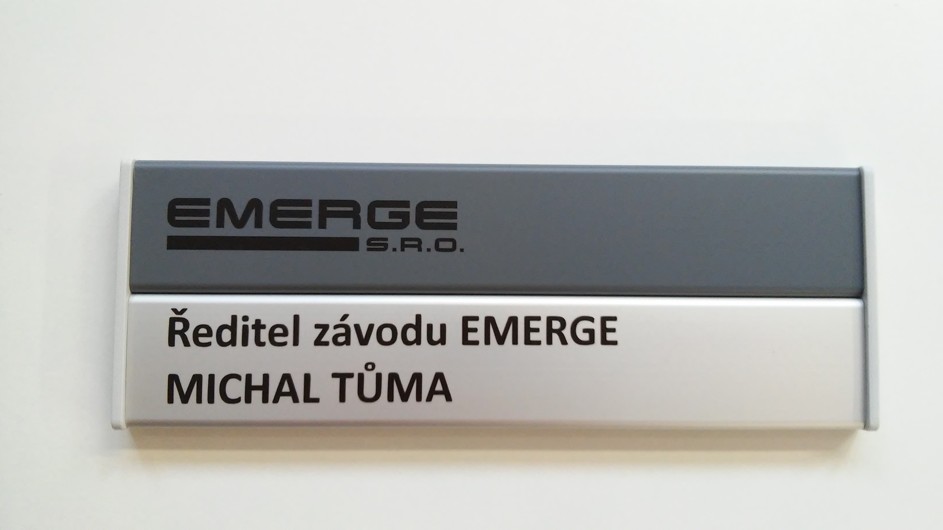 EMERGE
S.R.O.
Ředitel závodu EMERGE
MICHAL TŮMA